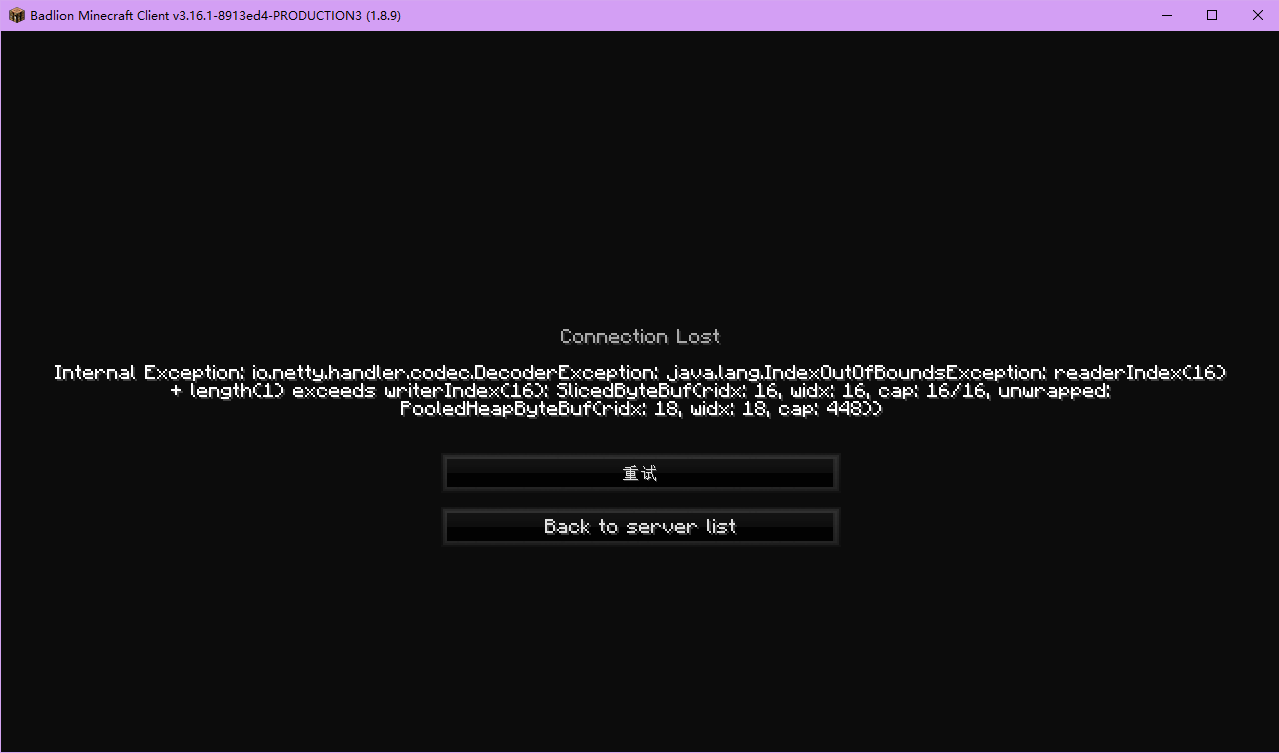 Badlion Minecraft Client v3.16.1-8913ed4-PRODUCTION3 (1.8.9)
Connection Lost
Internal Exception: io.netty.handler.codec.DecoderException: java.lang.IndexOutOfBoundsException: readerIndex(16)
+ length(1) exceeds writerIndex(16): SlicedByteBuf(ridx: 16, widx: 16, cap: 16/16, unwrapped:
PooledHeapByteBuf(ridx: 18, widx: 18, cap: 448))
重试
Back to server list